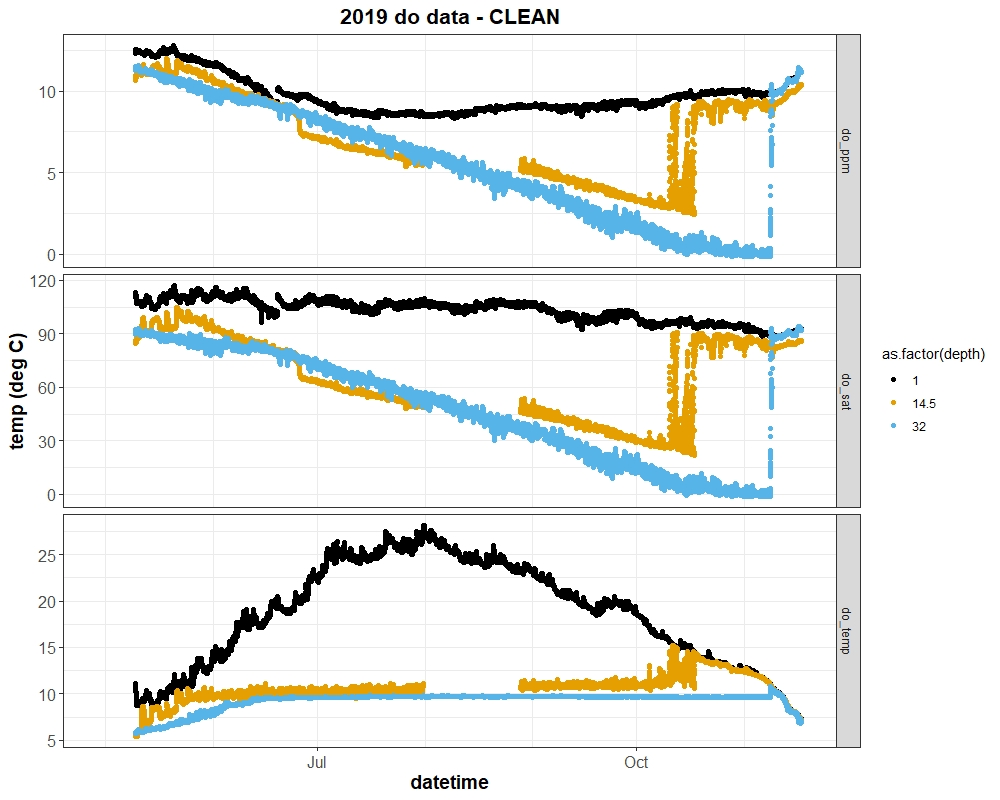 2019 do data - CLEAN
10
5
0
do_ppm
120
90
60
30
0
do_sat
temp (deg C)
25
20
15
10
5
do_temp
Jul
Oct
datetime
as.factor(depth)
1
14.5
32